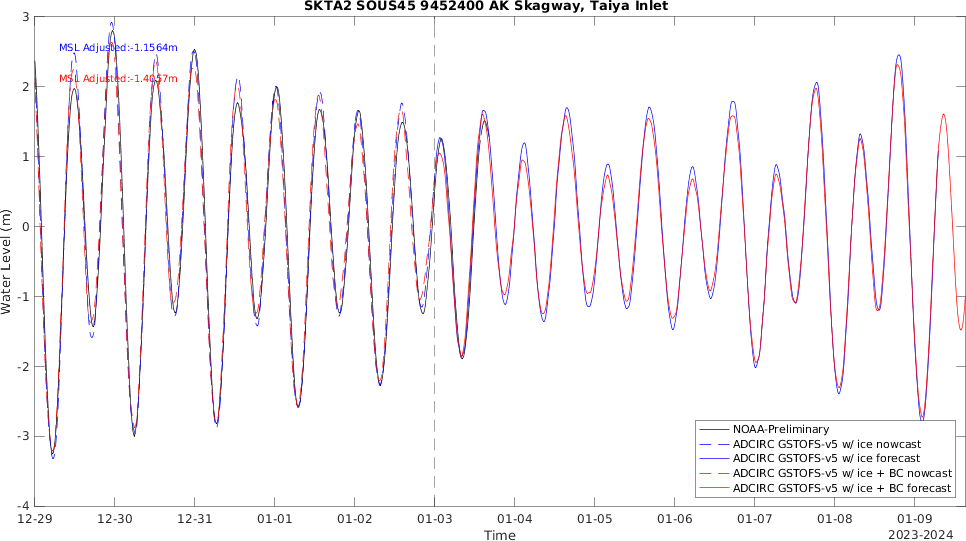 SKTA2 SOUS45 9452400 AK Skagway, Taiya Inlet
MSL Adjusted:-1.1564m
MSL Adjusted:-1.4057m
Water Level (m)
3
2
1
0
-1
-2
-3
-4
NOAA-Preliminary
ADCIRC GSTOFS-v5 w/ ice nowcast
ADCIRC GSTOFS-v5 w/ ice forecast
ADCIRC GSTOFS-v5 w/ ice + BC nowcast
ADCIRC GSTOFS-v5 w/ ice + BC forecast
12-29 12-30 12-31 01-01 01-02 01-03 01-04 01-05 01-06 01-07 01-08 01-09
Time
2023-2024